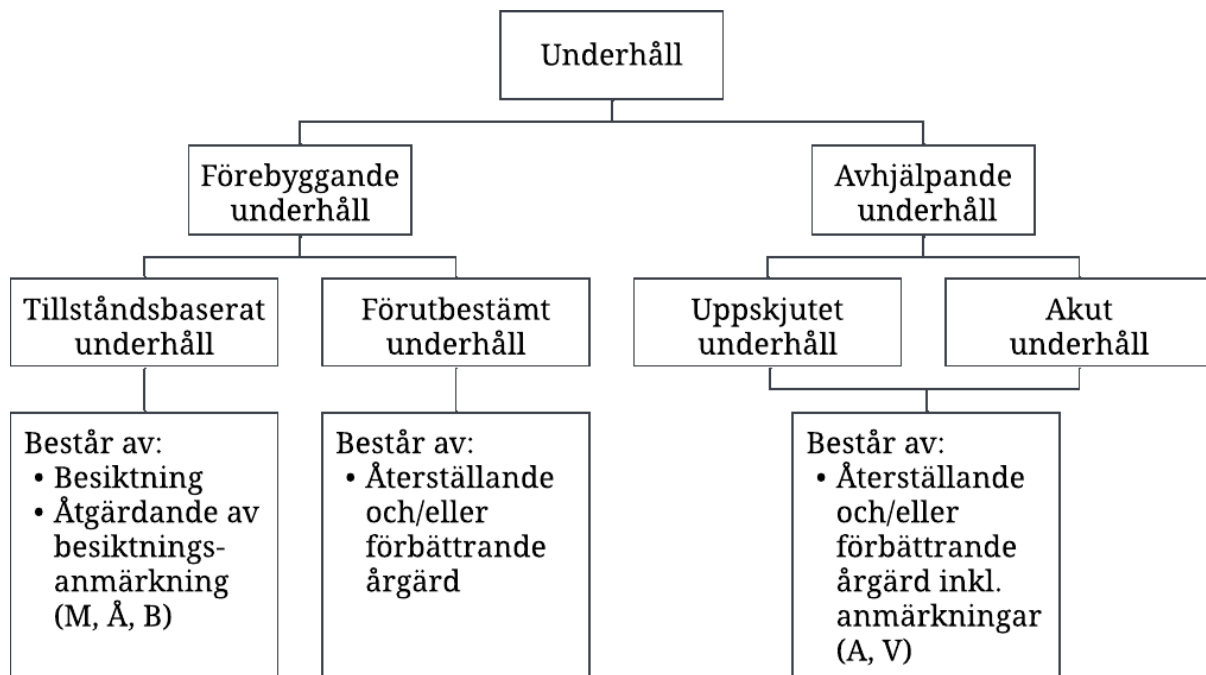 Underhåll
Förebyggande
underhåll
Avhjälpande
underhåll
Tillståndsbaserat
underhåll
Förutbestämt
underhåll
Uppskjutet
underhåll
Akut
underhåll
Består av:
• Besiktning
• Åtgärdande av
besiktnings-
anmärkning
(M, Å, B)
Består av:
• Återställande
och/eller
förbättrande
årgärd
Består av:
• Återställande
och/eller
förbättrande
årgärd inkl.
anmärkningar
(A, V)